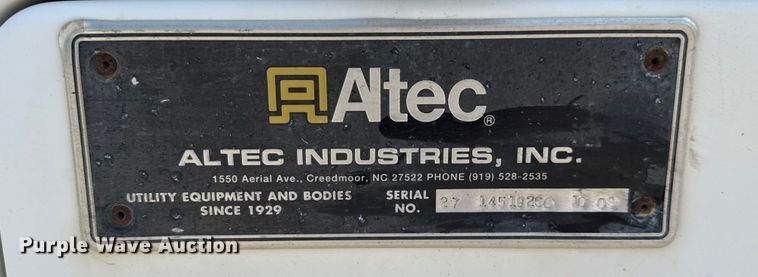 Altec®
ALTEC INDUSTRIES, INC.
1550 Aerial Ave., Creedmoor, NC 27522 PHONE (919) 528-2535
UTILITY EQUIPMENT AND BODIES
SINCE 1929
SERIAL
NO.
Purple Wave Auction